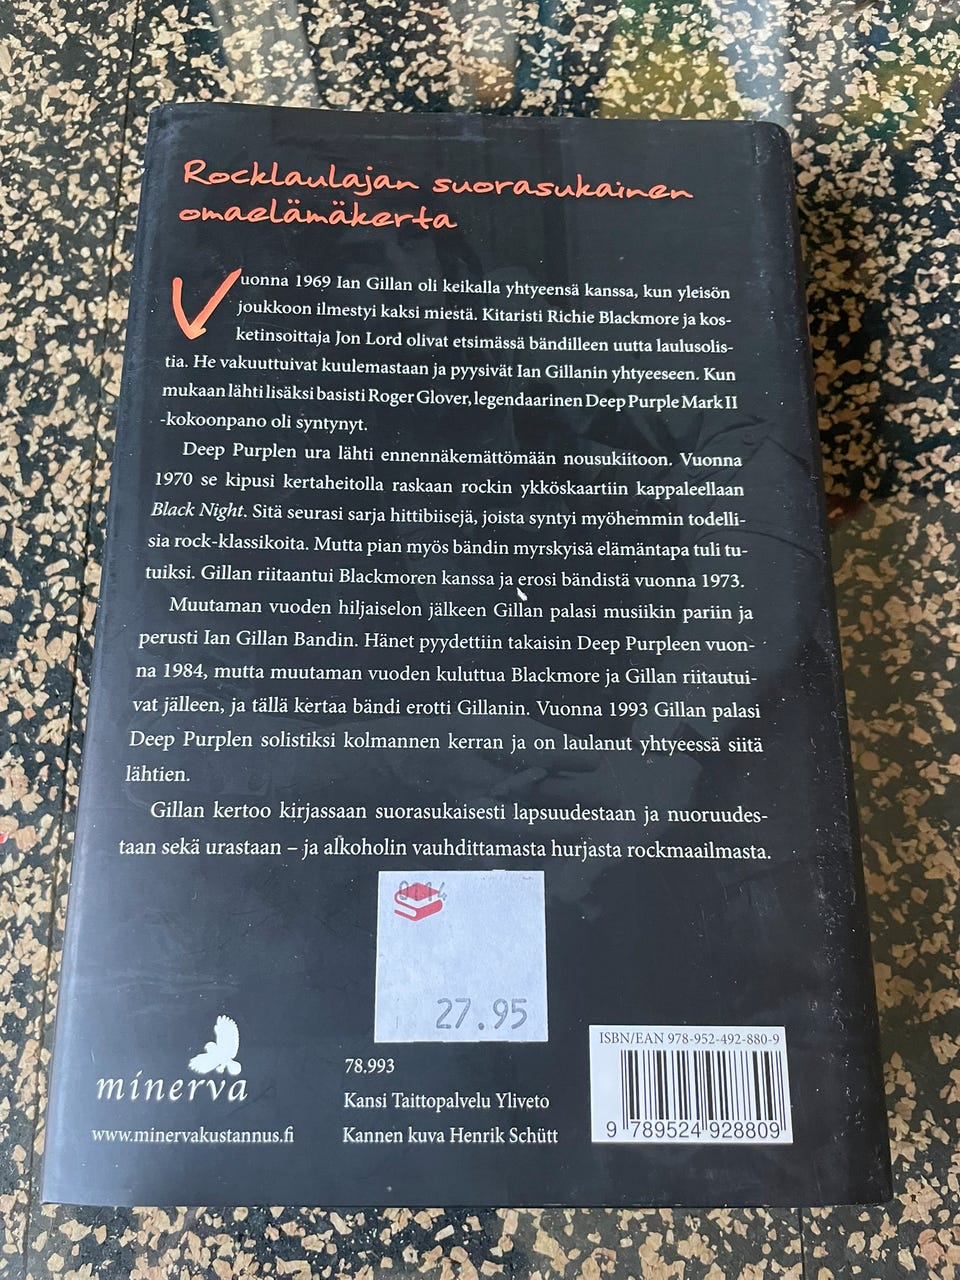 Rocklaulajan suorasukainen
omaelämäkerta
Vuonna 1969 Ian Gillan oli keikalla yhtyeensä kanssa, kun yleisön
joukkoon ilmestyi kaksi miestä. Kitaristi Richie Blackmore ja kos-
ketinsoittaja Jon Lord olivat etsimässä bändilleen uutta laulusolis-
tia. He vakuuttuivat kuulemastaan ja pyysivät Ian Gillanin yhtyeeseen. Kun
mukaan lähti lisäksi basisti Roger Glover, legendaarinen Deep Purple Mark II
-kokoonpano oli syntynyt.
Deep Purplen ura lähti ennennäkemättömään nousukiitoon. Vuonna
1970 se kipusi kertaheitolla raskaan rockin ykköskaartiin kappaleellaan
Black Night. Sitä seurasi sarja hittibiisejä, joista syntyi myöhemmin todelli-
sia rock-klassikoita. Mutta pian myös bändin myrskyisä elämäntapa tuli tu-
tuiksi. Gillan riitaantui Blackmoren kanssa ja erosi bändistä vuonna 1973.
Muutaman vuoden hiljaiselon jälkeen Gillan palasi musiikin pariin ja
perusti Ian Gillan Bandin. Hänet pyydettiin takaisin Deep Purpleen vuon-
na 1984, mutta muutaman vuoden kuluttua Blackmore ja Gillan riitautui-
vat jälleen, ja tällä kertaa bändi erotti Gillanin. Vuonna 1993 Gillan palasi
Deep Purplen solistiksi kolmannen kerran ja on laulanut yhtyeessä siitä
lähtien.
Gillan kertoo kirjassaan suorasukaisesti lapsuudestaan ja nuoruudes-
taan sekä urastaan – ja alkoholin vauhdittamasta hurjasta rockmaailmasta.
27.95
minerva
www.minervakustannus.fi
78.993
Kansi Taittopalvelu Yliveto
Kannen kuva Henrik Schütt
ISBN/EAN 978-952-492-880-9
9 789524 928809